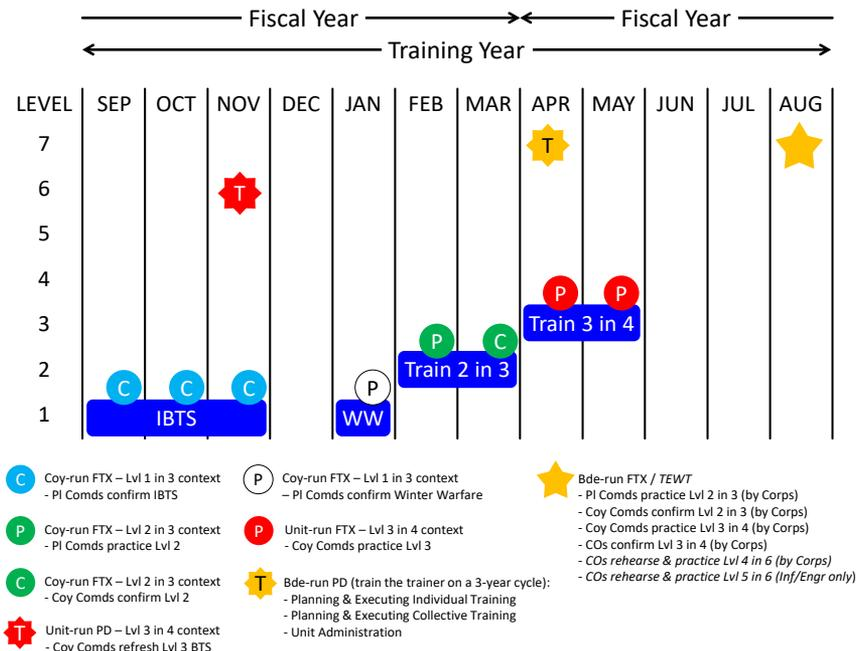 Fiscal Year Fiscal Year
Training Year
LEVEL SEP OCT NOV DEC JAN FEB MAR APR MAY JUN JUL AUG
7 T
6 T
5
4
P P
3 Train 3 in 4
P C
2 Train 2 in 3
C C C P
1 IBTS WW
C Coy-run FTX – Lvl 1 in 3 context
- Pl Comds confirm IBTS
P Coy-run FTX – Lvl 2 in 3 context
- Pl Comds practice Lvl 2
C Coy-run FTX – Lvl 2 in 3 context
- Coy Comds confirm Lvl 2
T Unit-run PD – Lvl 3 in 4 context
- Coy Comds refresh Lvl 3 BTS
P Coy-run FTX – Lvl 1 in 3 context
– Pl Comds confirm Winter Warfare
P Unit-run FTX – Lvl 3 in 4 context
- Coy Comds practice Lvl 3
T Bde-run PD (train the trainer on a 3-year cycle):
- Planning & Executing Individual Training
- Planning & Executing Collective Training
- Unit Administration
Bde-run FTX / TEWT
- Pl Comds practice Lvl 2 in 3 (by Corps)
- Coy Comds confirm Lvl 2 in 3 (by Corps)
- Coy Comds practice Lvl 3 in 4 (by Corps)
- COs confirm Lvl 3 in 4 (by Corps)
- COs rehearse & practice Lvl 4 in 6 (by Corps)
- COs rehearse & practice Lvl 5 in 6 (Inf/Engr only)